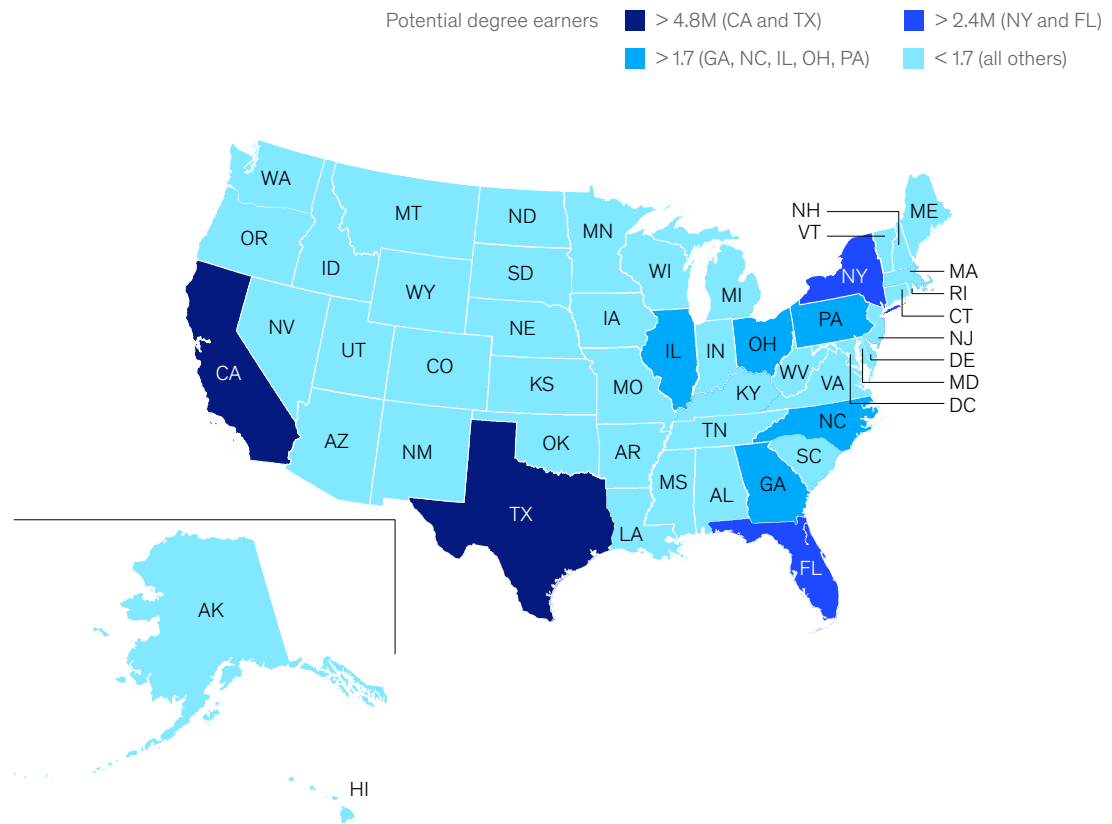 Potential degree earners > 4.8M (CA and TX) > 2.4M (NY and FL)
> 1.7 (GA, NC, IL, OH, PA) < 1.7 (all others)
WA
MT
ND
MN
NH
ME
VT
OR
ID
SD
WI
NY
MA
WY
MI
RI
NV
NE
IA
PA
CT
UT
CO
IL
IN
OH
NJ
CA
KS
MO
WV
DE
KY
VA
MD
DC
AZ
NM
OK
AR
TN
NC
SC
TX
MS
AL
GA
LA
FL
AK
HI